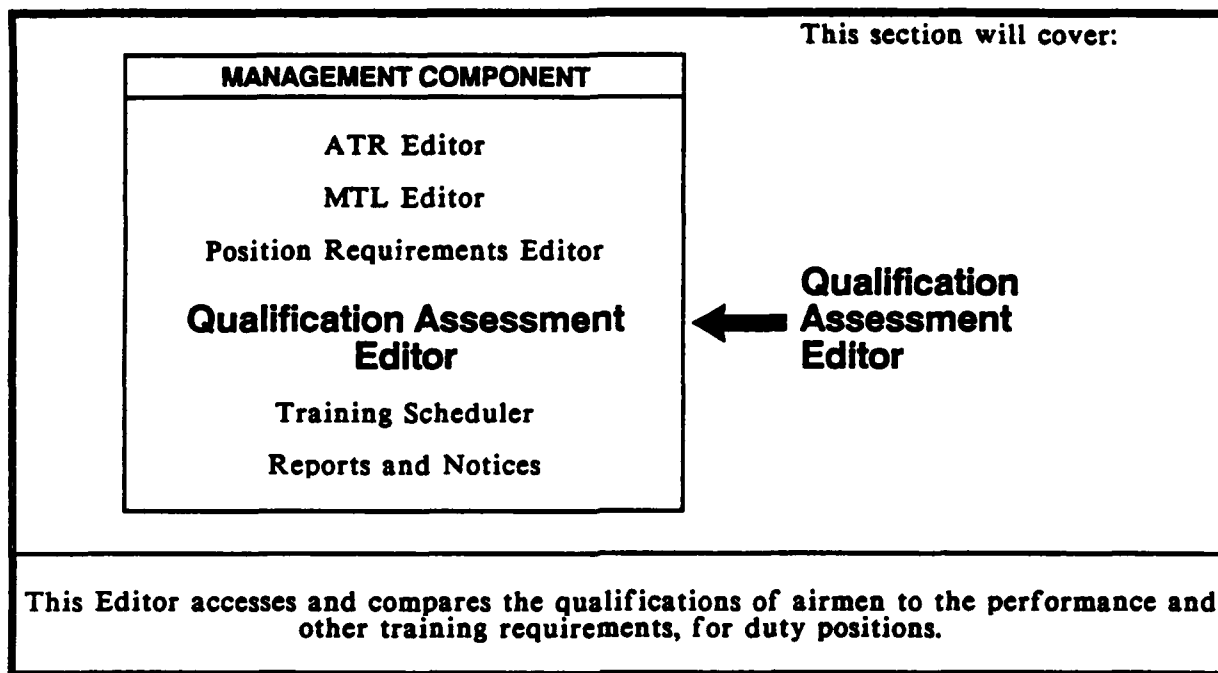 This section will cover:
MANAGEMENT COMPONENT
ATR Editor
MTL Editor
Position Requirements Editor
Qualification Assessment
Editor
Training Scheduler
Reports and Notices
Qualification
Assessment
Editor
This Editor accesses and compares the qualifications of airmen to the performance and
other training requirements, for duty positions.